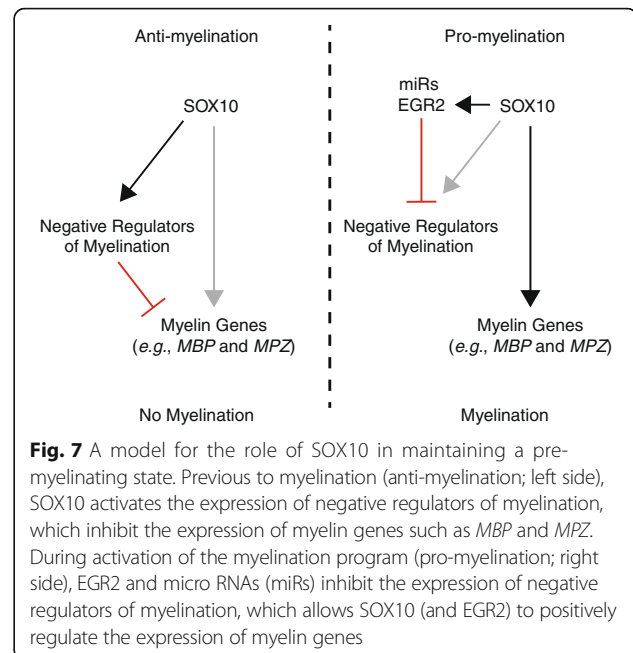 Anti-myelination
Pro-myelination
SOX10
miRs
EGR2
SOX10
Negative Regulators
of Myelination
Negative Regulators
of Myelination
Myelin Genes
(e.g., MBP and MPZ)
Myelin Genes
(e.g., MBP and MPZ)
No Myelination
Myelination
Fig. 7 A model for the role of SOX10 in maintaining a pre-
myelinating state. Previous to myelination (anti-myelination; left side),
SOX10 activates the expression of negative regulators of myelination,
which inhibit the expression of myelin genes such as MBP and MPZ.
During activation of the myelination program (pro-myelination; right
side), EGR2 and micro RNAs (miRs) inhibit the expression of negative
regulators of myelination, which allows SOX10 (and EGR2) to positively
regulate the expression of myelin genes